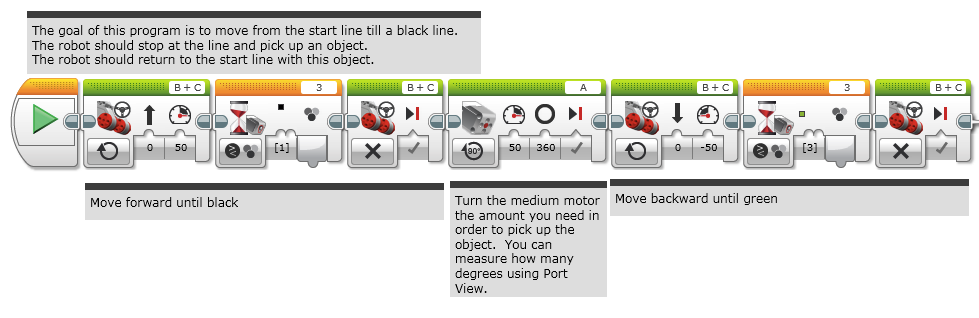 The goal of this program is to move from the start line till a black line.
The robot should stop at the line and pick up an object.
The robot should return to the start line with this object.
B + C 3 B + C A B + C 3 B + C
0 50 [1] 90° 50 360 0 -50 [3]
Move forward until black
Turn the medium motor
the amount you need in
order to pick up the
object. You can
measure how many
degrees using Port
View.
Move backward until green